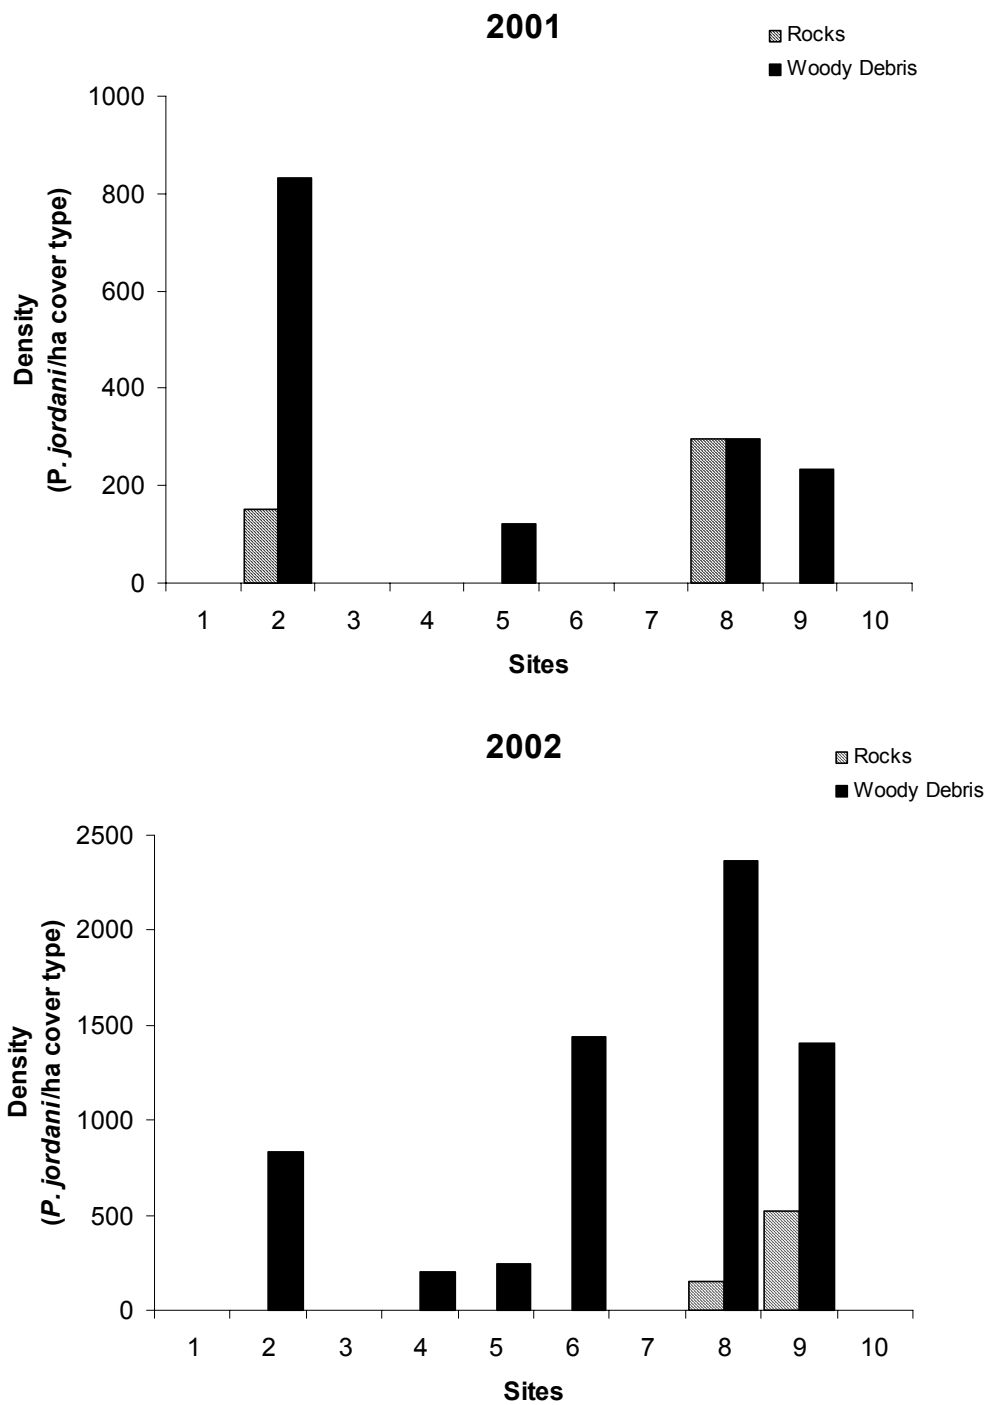 2001
Rocks
Woody Debris
1000
800
600
400
200
0
Density
(P. jordani/ha cover type)
1 2 3 4 5 6 7 8 9 10
Sites
2002
Rocks
Woody Debris
2500
2000
1500
1000
500
0
Density
(P. jordani/ha cover type)
1 2 3 4 5 6 7 8 9 10
Sites